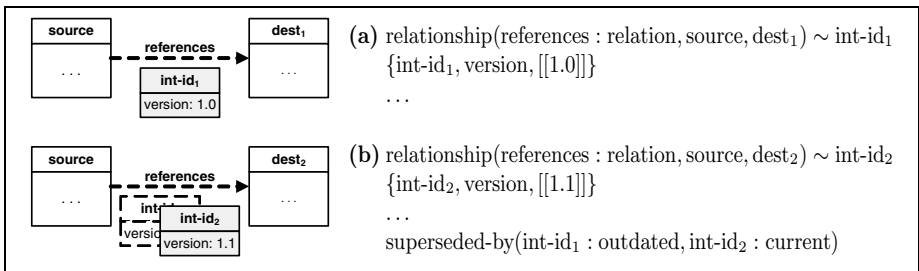 source
dest₁
references
. . .
. . .
int-id₁
version: 1.0
(a) relationship(references : relation, source, dest₁) ∼ int-id₁
{int-id₁, version, [[1.0]]}
. . .
source
dest₂
references
. . .
. . .
int-id₂
version: 1.1
(b) relationship(references : relation, source, dest₂) ∼ int-id₂
{int-id₂, version, [[1.1]]}
. . .
superseded-by(int-id₁ : outdated, int-id₂ : current)